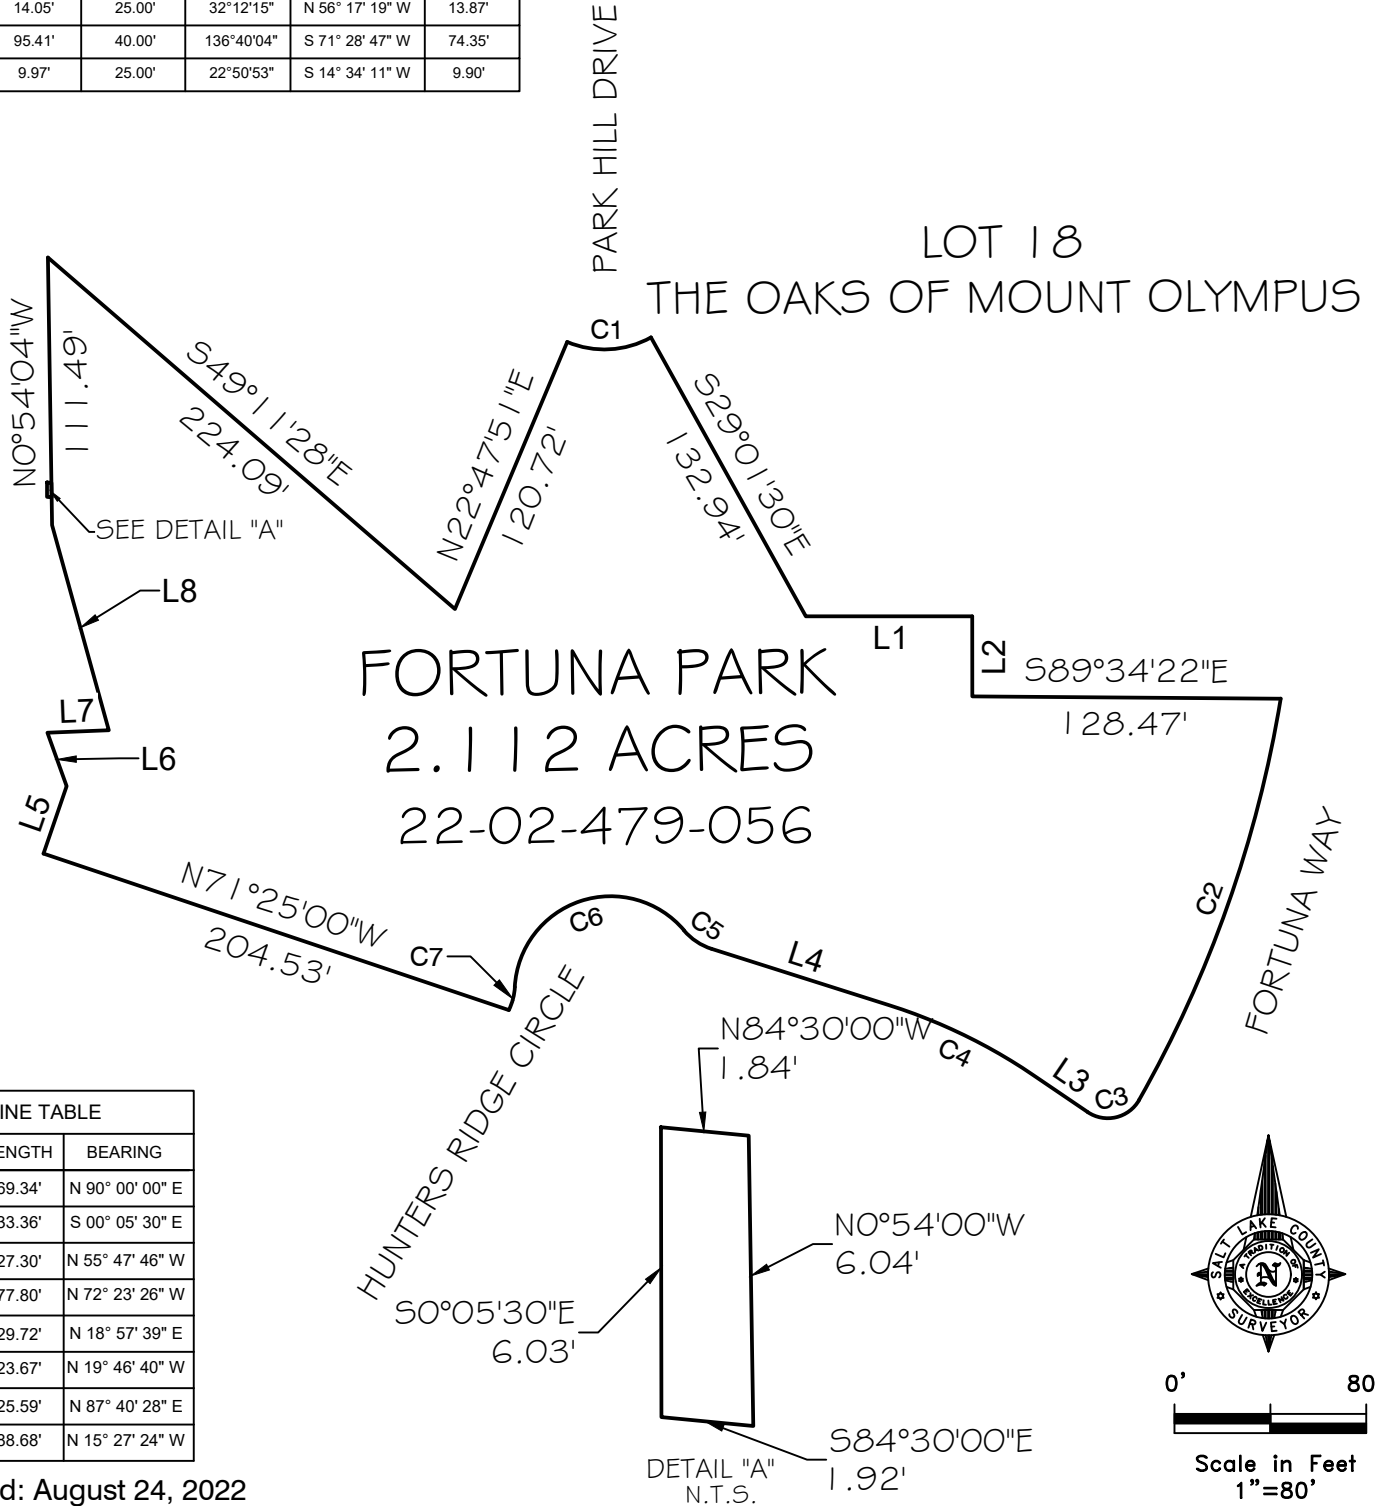 14.05' 25.00' 32°12'15" N 56° 17' 19" W 13.87'
95.41' 40.00' 136°40'04" S 71° 28' 47" W 74.35'
9.97' 25.00' 22°50'53" S 14° 34' 11" W 9.90'
PARK HILL DRIVE
LOT 18
THE OAKS OF MOUNT OLYMPUS
C1
N0°54'04"W
111.49'
S49°11'28"E
224.09'
N22°47'51"E
120.72'
S29°01'30"E
132.94'
SEE DETAIL "A"
L8
L1
L2
S89°34'22"E
128.47'
FORTUNA PARK
2.112 ACRES
22-02-479-056
L7
L6
L5
N71°25'00"W
204.53'
C7
C6
C5
L4
C2
FORTUNA WAY
C4
L3
C3
HUNTERS RIDGE CIRCLE
N84°30'00"W
1.84'
N0°54'00"W
6.04'
S0°05'30"E
6.03'
S84°30'00"E
1.92'
DETAIL "A"
N.T.S.
INE TABLE
ENGTH BEARING
69.34' N 90° 00' 00" E
33.36' S 00° 05' 30" E
27.30' N 55° 47' 46" W
77.80' N 72° 23' 26" W
29.72' N 18° 57' 39" E
23.67' N 19° 46' 40" W
25.59' N 87° 40' 28" E
88.68' N 15° 27' 24" W
d: August 24, 2022
SALT LAKE COUNTY
SURVEYOR
A TRADITION OF
EXCELLENCE
N
0' 80
Scale in Feet
1"=80'